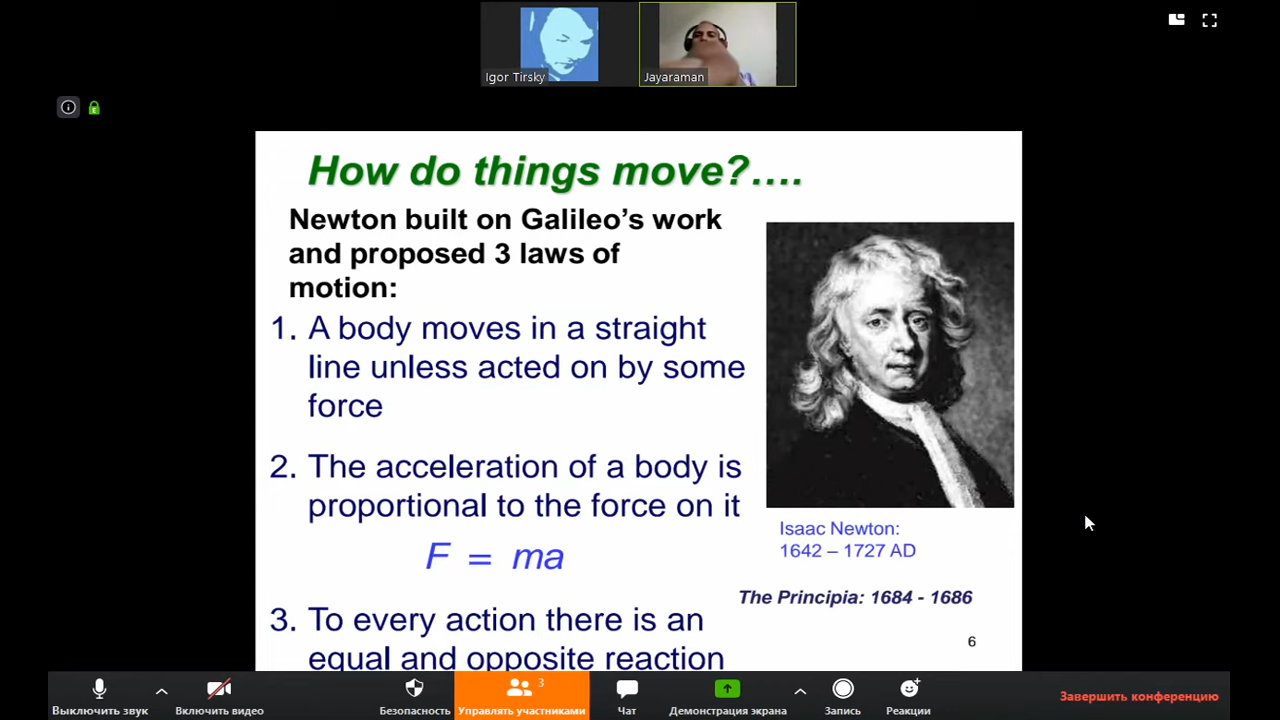 Igor Tirsky
Jayaraman
How do things move?....
Newton built on Galileo's work
and proposed 3 laws of
motion:
1. A body moves in a straight
line unless acted on by some
force
2. The acceleration of a body is
proportional to the force on it
F = ma
3. To every action there is an
equal and opposite reaction
Isaac Newton:
1642 – 1727 AD
The Principia: 1684 - 1686
6
Выключить звук
Включить видео
Безопасность
3
Управлять участниками
Чат
Демонстрация экрана
Запись
Реакции
Завершить конференцию